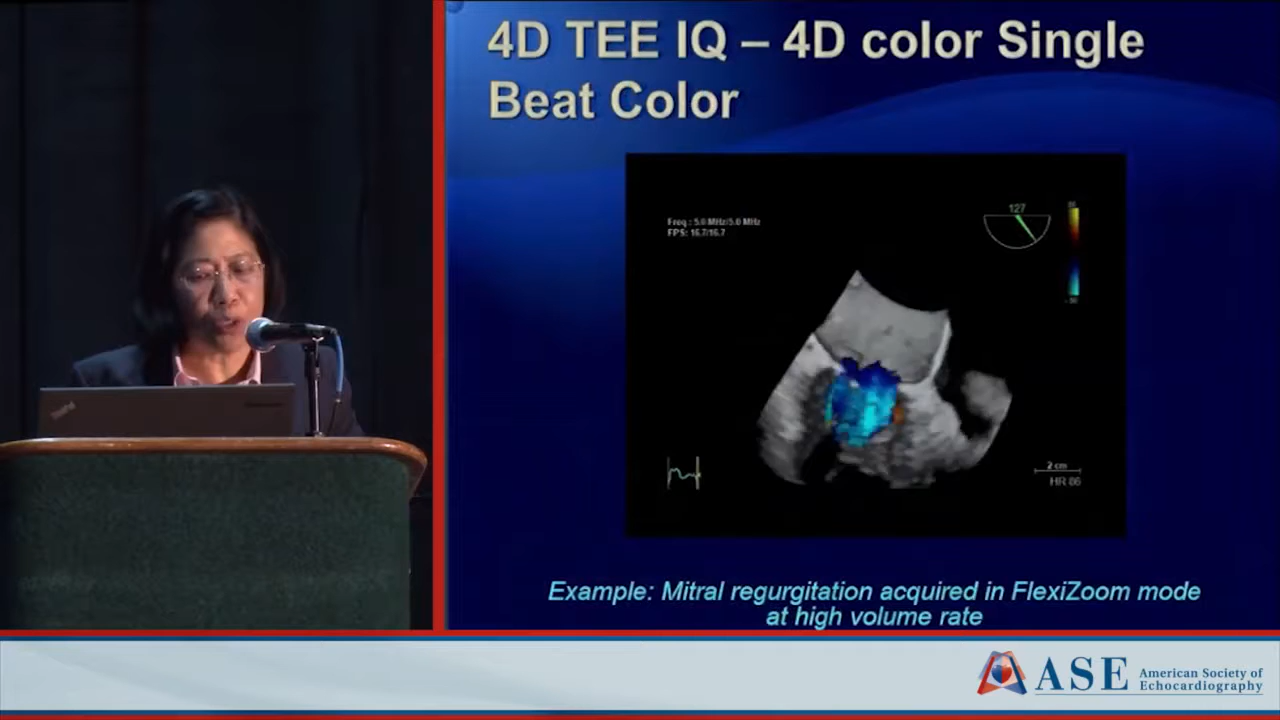 4D TEE IQ – 4D color Single
Beat Color
127
Freq : 5.0 MHz/5.0 MHz
FPS: 16.7/16.7
2 cm
HR 86
Example: Mitral regurgitation acquired in FlexiZoom mode
at high volume rate
ThinkPad
ASE American Society of
Echocardiography